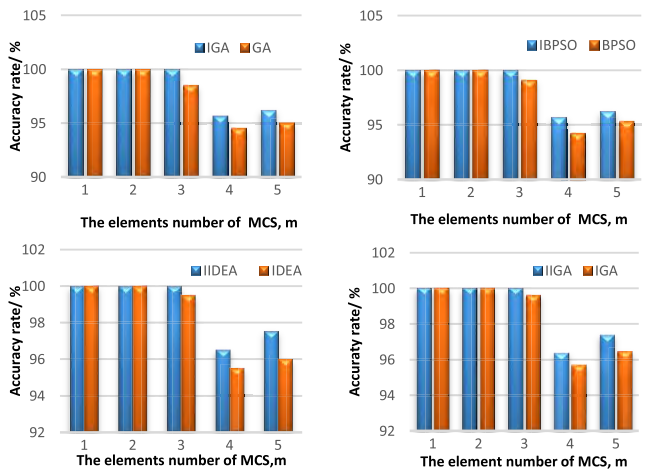 105
100
95
90
Accuracy rate/ %
IGA GA
1 2 3 4 5
The elements number of MCS, m
105
100
95
90
Accuraty rate/ %
IBPSO BPSO
1 2 3 4 5
The elements number of MCS, m
102
100
98
96
94
92
Accuracy rate/ %
IIDEA IDEA
1 2 3 4 5
The elements number of MCS,m
102
100
98
96
94
92
Accuraty rate/ %
IIGA IGA
1 2 3 4 5
The element number of MCS, m